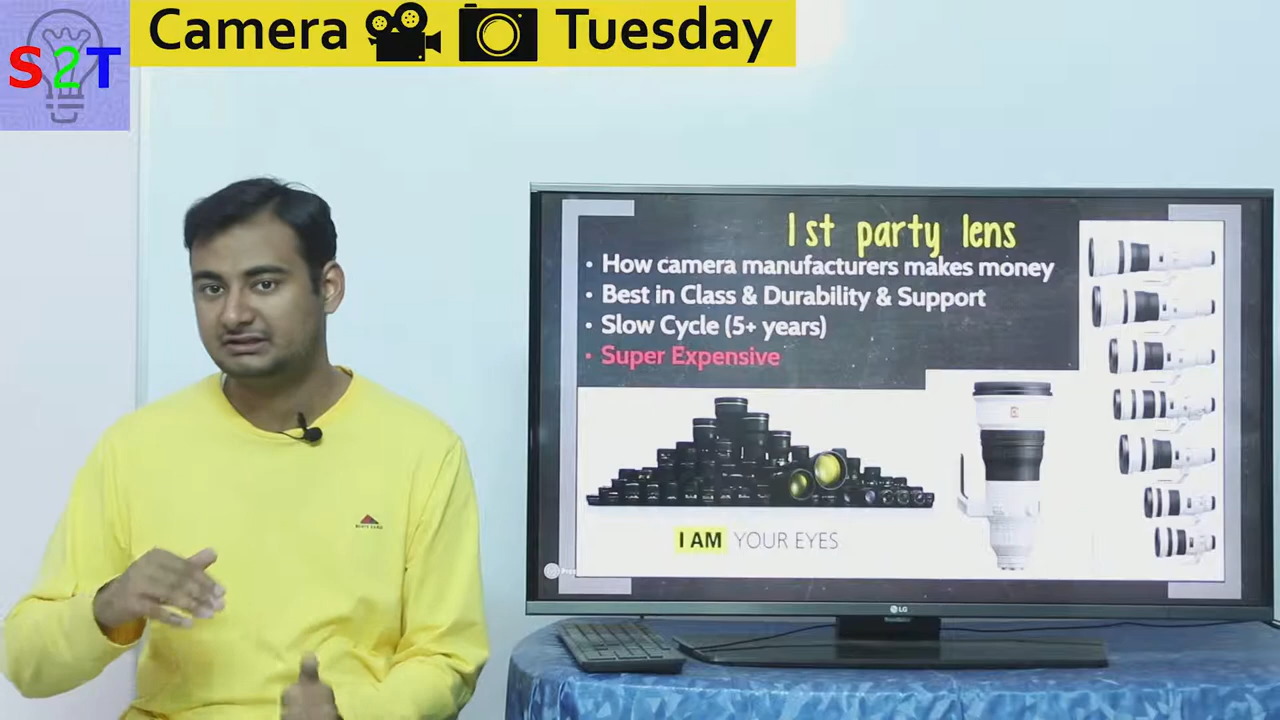 Camera Tuesday
S2T
1st party lens
• How camera manufacturers makes money
• Best in Class & Durability & Support
• Slow Cycle (5+ years)
• Super Expensive
I AM YOUR EYES
LG